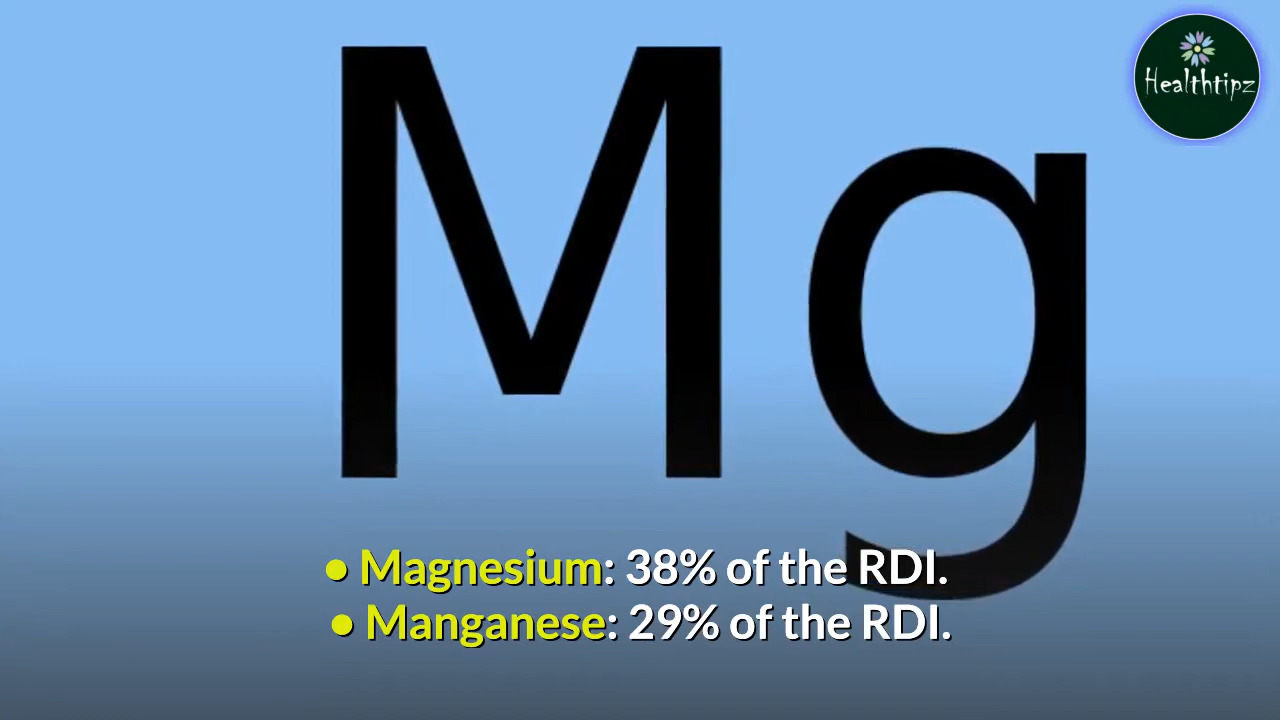 Healthtipz
Mg
● Magnesium: 38% of the RDI.
● Manganese: 29% of the RDI.